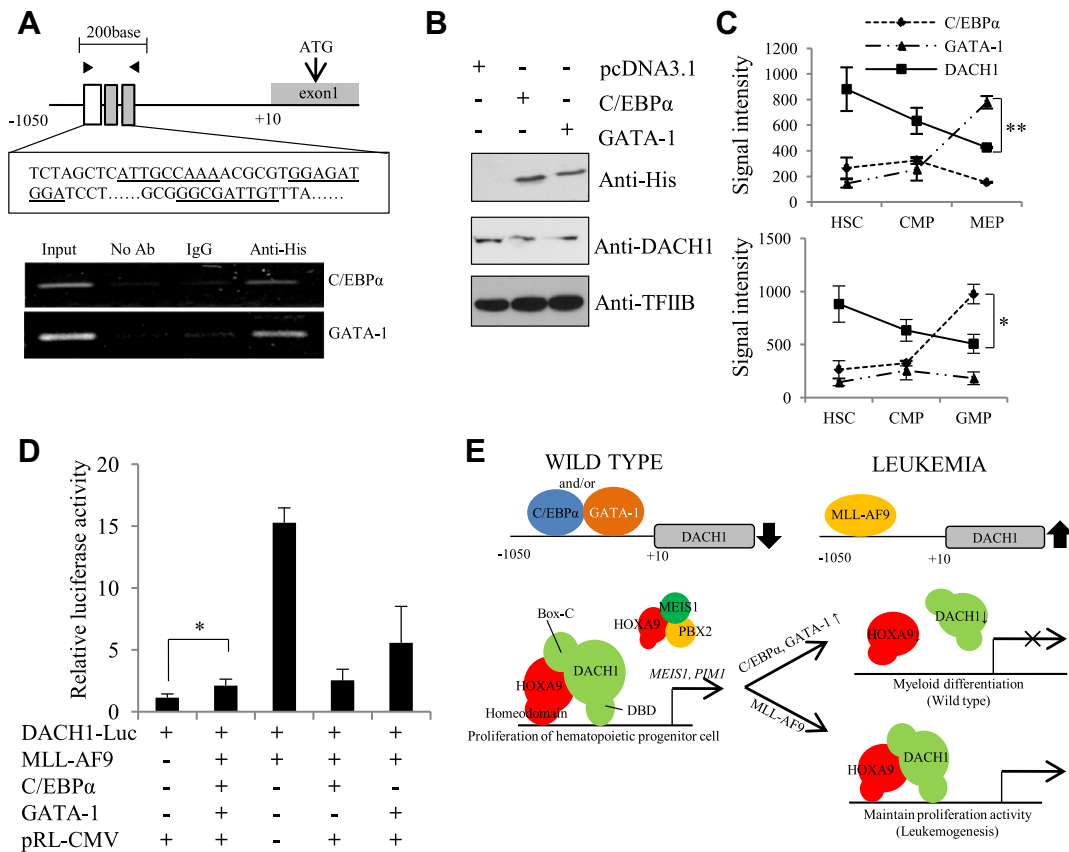 A
200base
ATG
exon1
-1050
+10
TCTAGCTCATTGCCAAAACGCGTGGAGAT
GGATCCT......GCGGGCGATTGTTTA......
Input No Ab IgG Anti-His
C/EBPα
GATA-1
B
+ - - pcDNA3.1
- + - C/EBPα
- - + GATA-1
Anti-His
Anti-DACH1
Anti-TFIIB
C
C/EBPα
GATA-1
DACH1
Signal intensity
1200
1000
800
600
400
200
0
**
HSC CMP MEP
Signal intensity
1500
1000
500
0
*
HSC CMP GMP
D
Relative luciferase activity
20
15
10
5
0
*
DACH1-Luc + + + + +
MLL-AF9 - + + + +
C/EBPα - + - + -
GATA-1 - + - - +
pRL-CMV + + - + +
E
WILD TYPE
and/or
C/EBPα GATA-1
DACH1
-1050 +10
LEUKEMIA
MLL-AF9
DACH1
-1050 +10
Box-C
MEIS1
HOXA9
PBX2
DACH1
HOXA9
MEIS1, PIM1
DBD
Homeodomain
Proliferation of hematopoietic progenitor cell
C/EBPα, GATA-1 ↑
MLL-AF9
HOXA9
DACH1↓
Myeloid differentiation
(Wild type)
HOXA9 DACH1
Maintain proliferation activity
(Leukemogenesis)